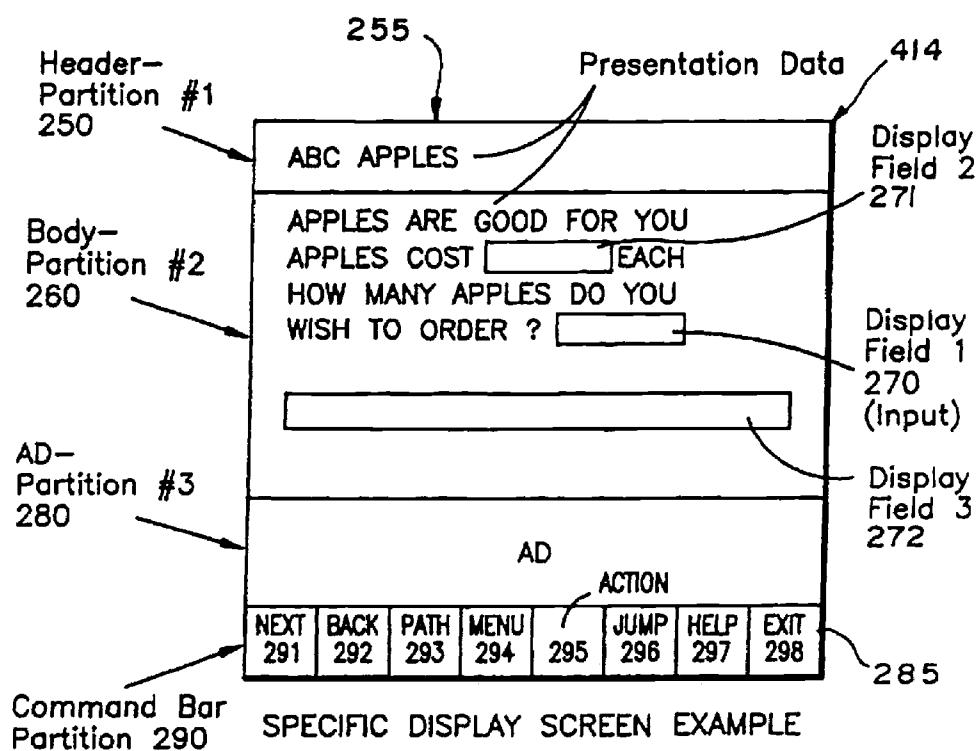 255
414
Header-
Partition #1
250
Presentation Data
ABC APPLES
Display
Field 2
271
Body-
Partition #2
260
APPLES ARE GOOD FOR YOU
APPLES COST EACH
HOW MANY APPLES DO YOU
WISH TO ORDER ?
Display
Field 1
270
(Input)
AD-
Partition #3
280
Display
Field 3
272
AD
ACTION
NEXT BACK PATH MENU JUMP HELP EXIT
291 292 293 294 295 296 297 298
285
Command Bar
Partition 290
SPECIFIC DISPLAY SCREEN EXAMPLE